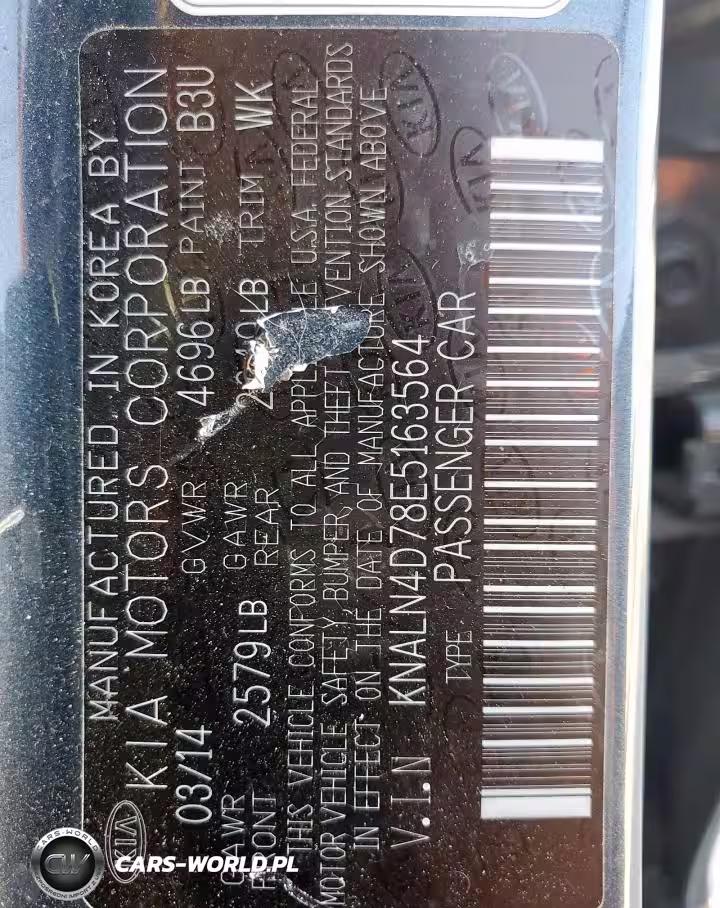 MANUFACTURED IN KOREA BY
KIA MOTORS CORPORATION
03/14 GVWR 4696LB PAINT B3U
GAWR FRONT 2579LB GAWR REAR LB TRIM WK
THIS VEHICLE CONFORMS TO ALL U.S.A. FEDERAL
MOTOR VEHICLE SAFETY, BUMPER, AND THEFT STANDARDS
IN EFFECT ON THE DATE OF MANUFACTURE SHOWN ABOVE
V.I.N KNALN4D78E5163564
TYPE PASSENGER CAR
KIA
CARS-WORLD.PL